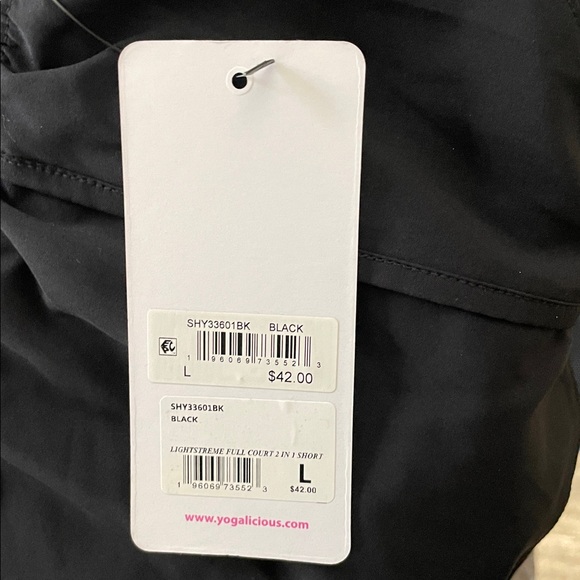 SHY33601BK BLACK
1 96069 73552 3
L $42.00
SHY33601BK
BLACK
LIGHTSTREME FULL COURT 2 IN 1 SHORT
L
1 96069 73552 3
$42.00
www.yogalicious.com